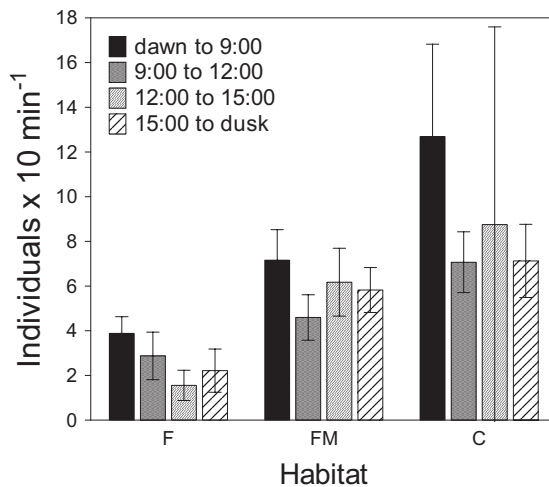 18
16
14
12
10
8
6
4
2
0
Individuals x 10 min⁻¹
dawn to 9:00
9:00 to 12:00
12:00 to 15:00
15:00 to dusk
F FM C
Habitat